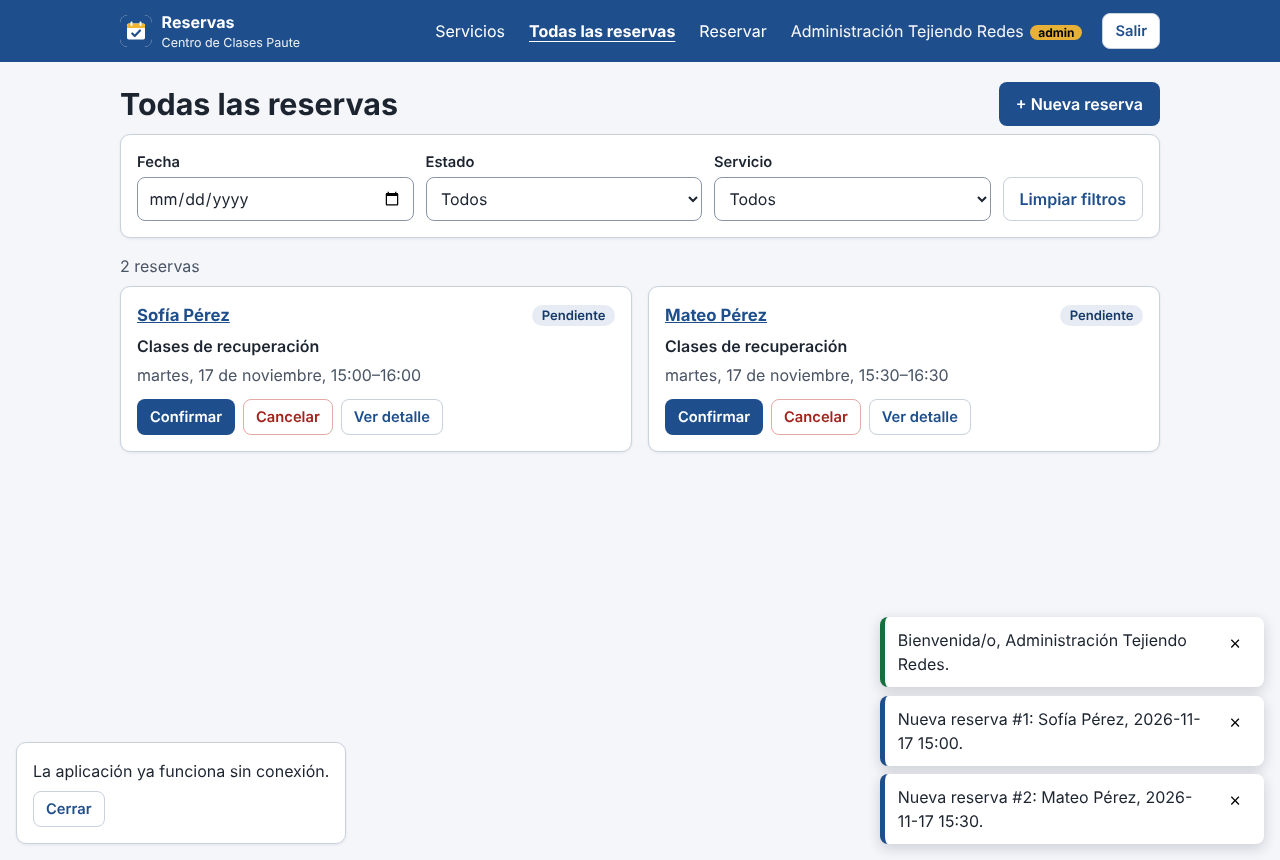 Reservas
Centro de Clases Paute
Servicios
Todas las reservas
Reservar
Administración Tejiendo Redes
admin
Salir
Todas las reservas
+ Nueva reserva
Fecha
Estado
Servicio
mm/dd/yyyy
Todos
Todos
Limpiar filtros
2 reservas
Sofía Pérez
Pendiente
Clases de recuperación
martes, 17 de noviembre, 15:00–16:00
Confirmar
Cancelar
Ver detalle
Mateo Pérez
Pendiente
Clases de recuperación
martes, 17 de noviembre, 15:30–16:30
Confirmar
Cancelar
Ver detalle
Bienvenida/o, Administración Tejiendo
Redes.
×
Nueva reserva #1: Sofía Pérez, 2026-11-
17 15:00.
×
Nueva reserva #2: Mateo Pérez, 2026-
11-17 15:30.
×
La aplicación ya funciona sin conexión.
Cerrar